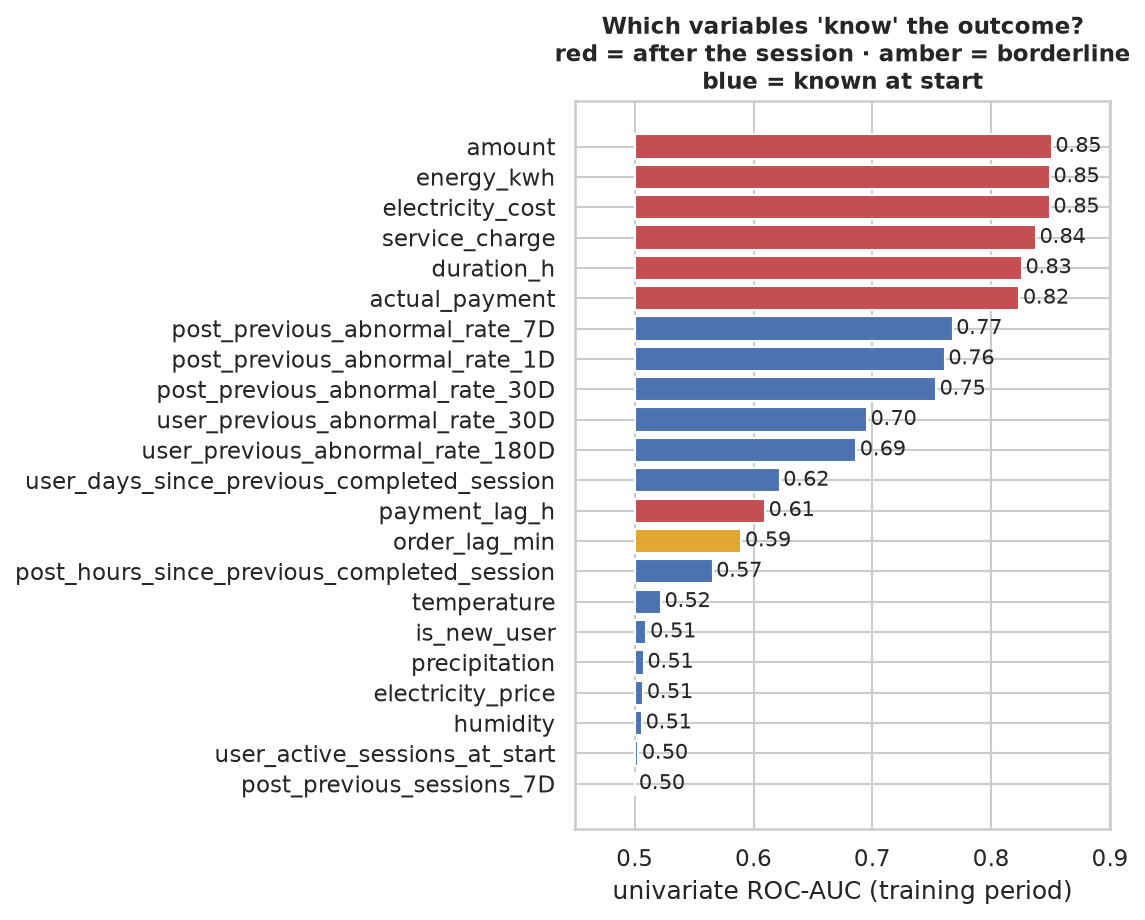 Which variables 'know' the outcome?
red = after the session · amber = borderline
blue = known at start
amount 0.85
energy_kwh 0.85
electricity_cost 0.85
service_charge 0.84
duration_h 0.83
actual_payment 0.82
post_previous_abnormal_rate_7D 0.77
post_previous_abnormal_rate_1D 0.76
post_previous_abnormal_rate_30D 0.75
user_previous_abnormal_rate_30D 0.70
user_previous_abnormal_rate_180D 0.69
user_days_since_previous_completed_session 0.62
payment_lag_h 0.61
order_lag_min 0.59
post_hours_since_previous_completed_session 0.57
temperature 0.52
is_new_user 0.51
precipitation 0.51
electricity_price 0.51
humidity 0.51
user_active_sessions_at_start 0.50
post_previous_sessions_7D 0.50
0.5 0.6 0.7 0.8 0.9
univariate ROC-AUC (training period)